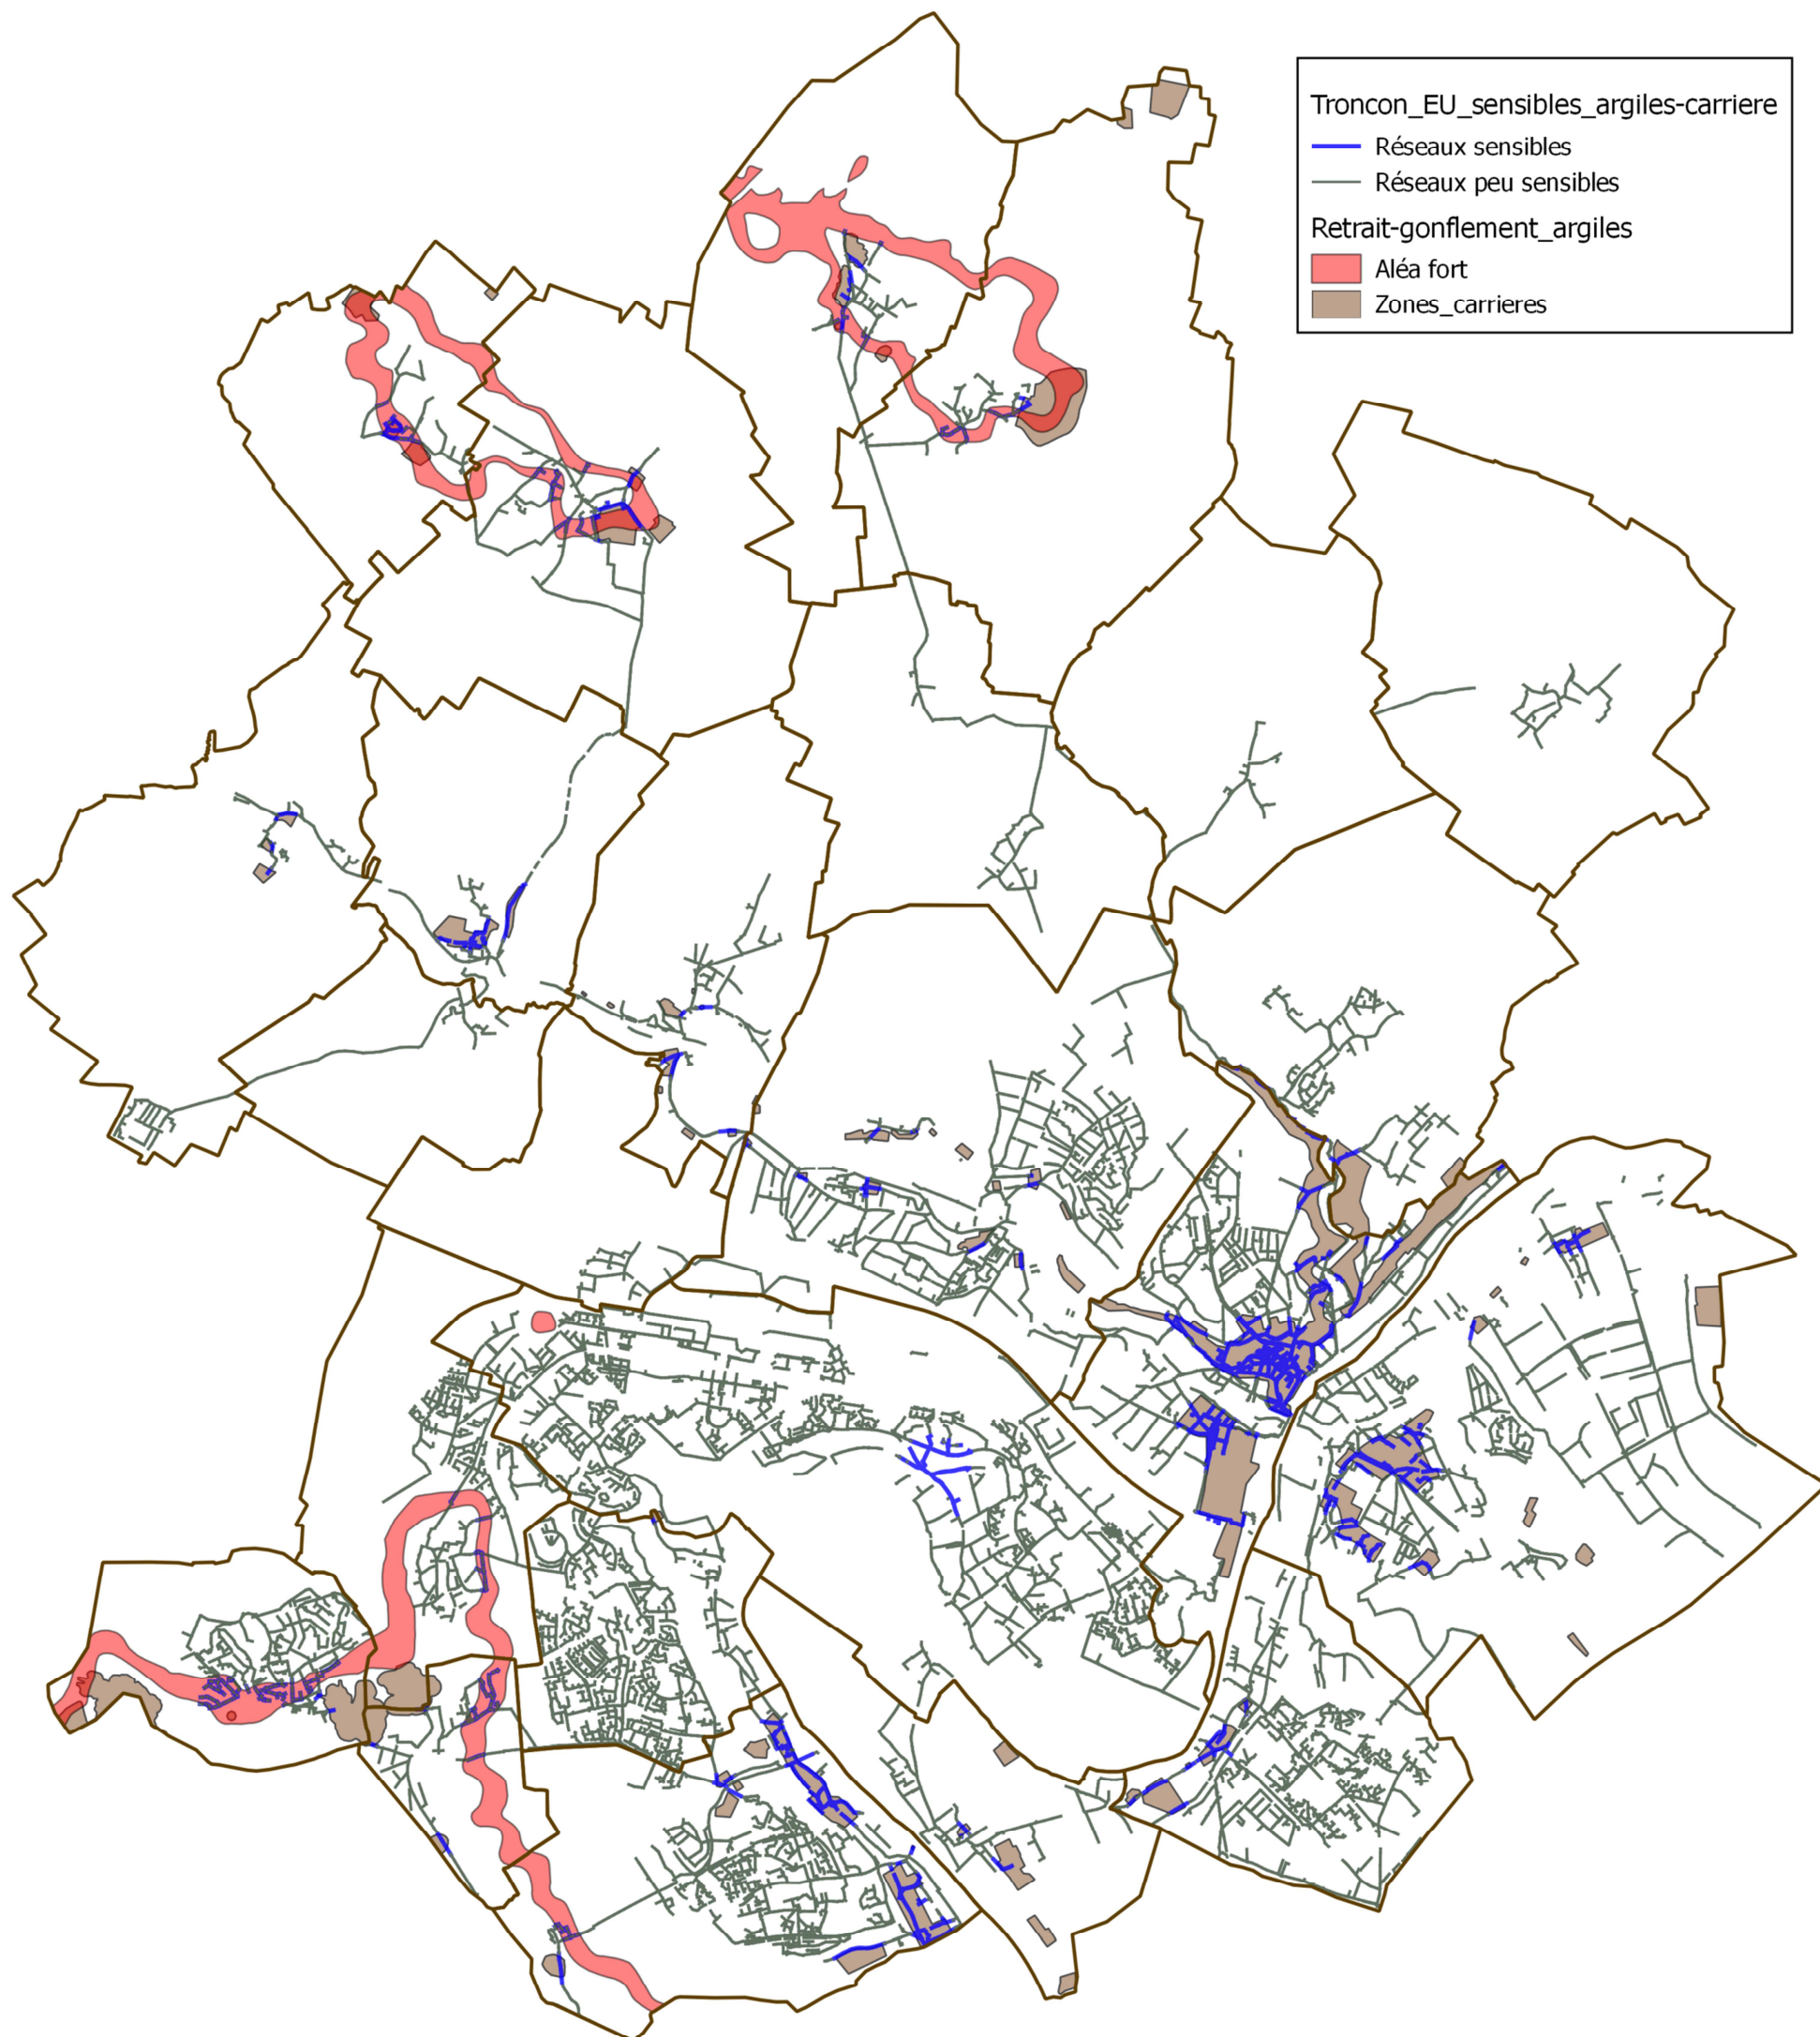 Troncon_EU_sensibles_argiles-carriere
Réseaux sensibles
Réseaux peu sensibles
Retrait-gonflement_argiles
Aléa fort
Zones_carrieres